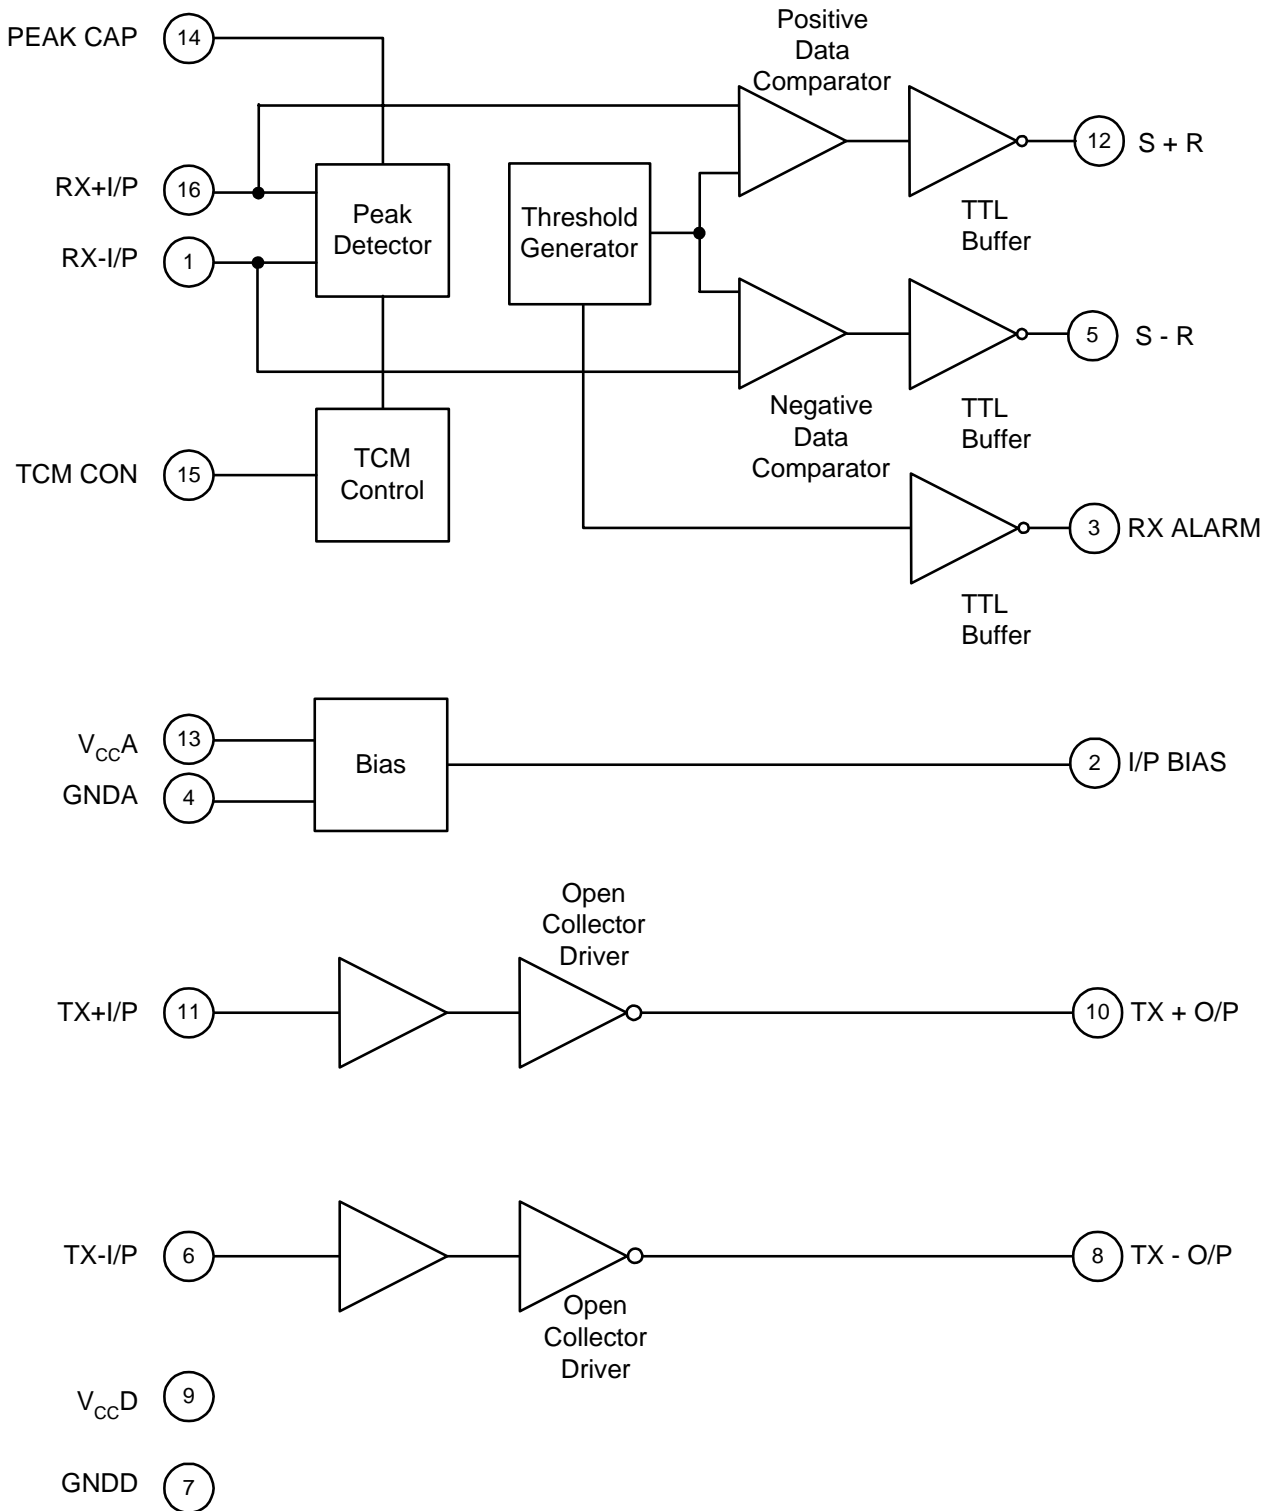 PEAK CAP 14
Positive
Data
Comparator
12 S + R
RX+I/P 16
Peak
Detector
Threshold
Generator
TTL
Buffer
RX-I/P 1
5 S - R
Negative
Data
Comparator
TTL
Buffer
TCM CON 15
TCM
Control
3 RX ALARM
TTL
Buffer
VCCA 13
Bias
2 I/P BIAS
GNDA 4
Open
Collector
Driver
TX+I/P 11
10 TX + O/P
TX-I/P 6
8 TX - O/P
Open
Collector
Driver
VCCD 9
GNDD 7